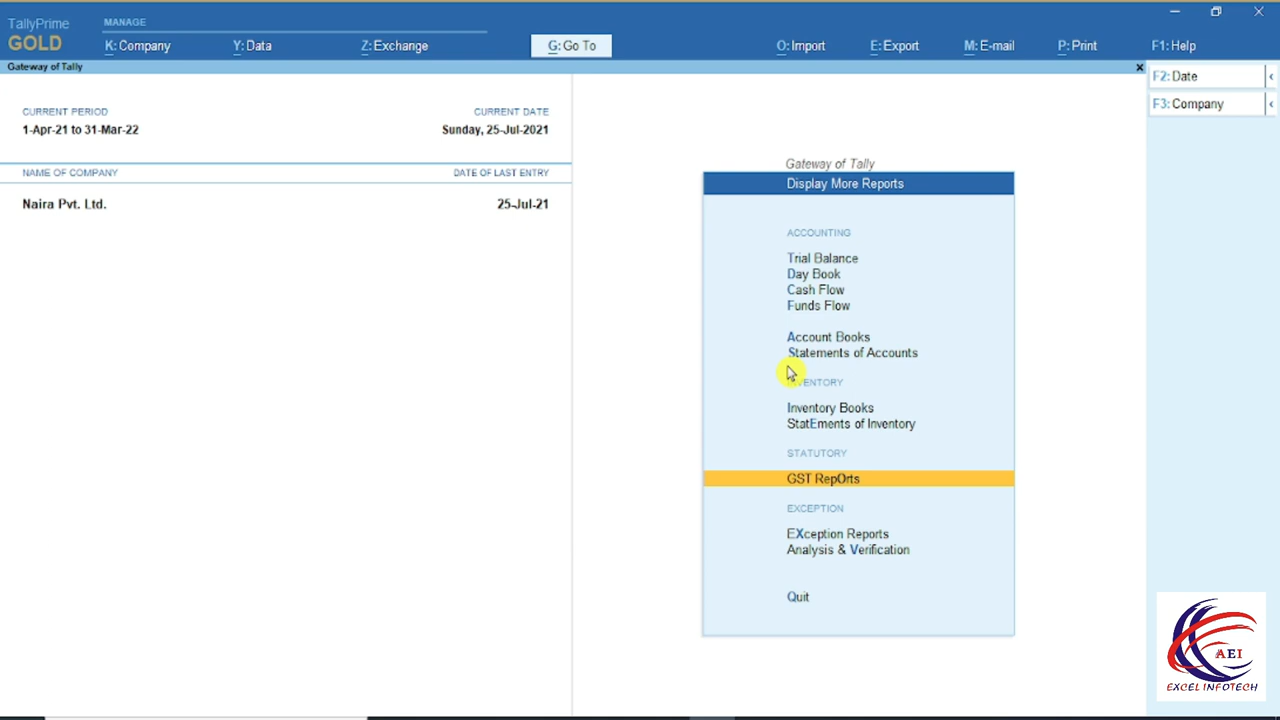 TallyPrime
GOLD
MANAGE
K: Company
Y: Data
Z: Exchange
G: Go To
O: Import
E: Export
M: E-mail
P: Print
F1: Help
Gateway of Tally
x
CURRENT PERIOD
CURRENT DATE
1-Apr-21 to 31-Mar-22
Sunday, 25-Jul-2021
NAME OF COMPANY
DATE OF LAST ENTRY
Naira Pvt. Ltd.
25-Jul-21
Gateway of Tally
Display More Reports
ACCOUNTING
Trial Balance
Day Book
Cash Flow
Funds Flow
Account Books
Statements of Accounts
Inventory Books
StatEments of Inventory
STATUTORY
GST RepOrts
EXCEPTION
EXception Reports
Analysis & Verification
Quit
F2: Date
F3: Company
AEI
EXCEL INFOTECH